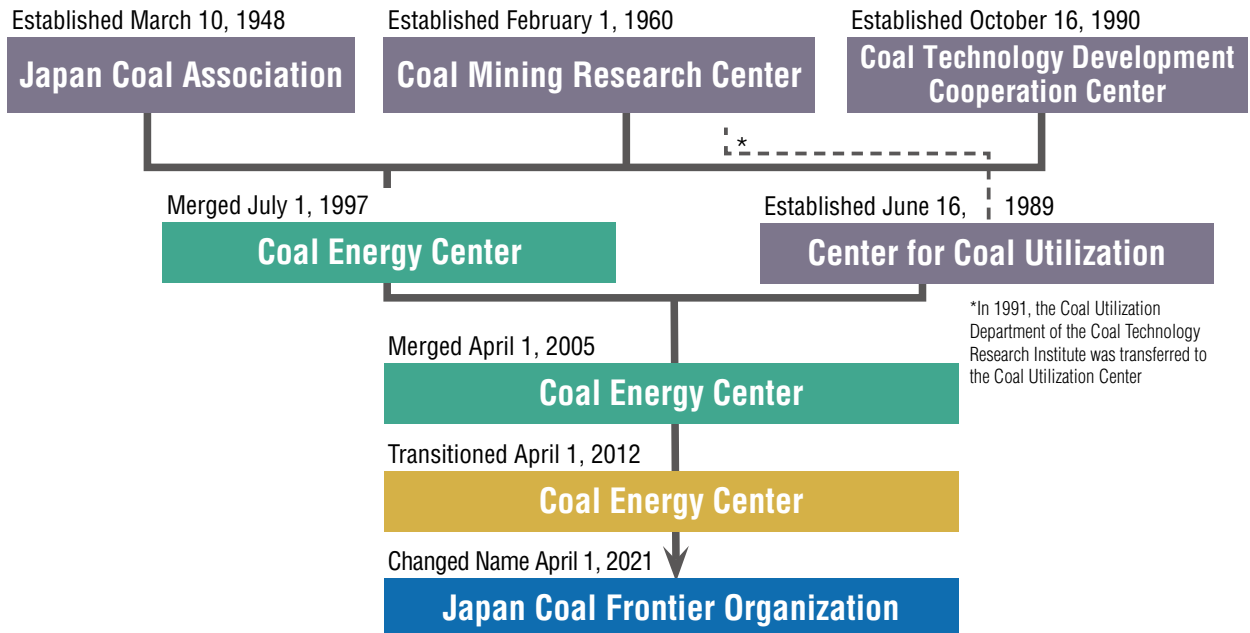 Established March 10, 1948
Japan Coal Association
Established February 1, 1960
Coal Mining Research Center
Established October 16, 1990
Coal Technology Development
Cooperation Center
*
Merged July 1, 1997
Coal Energy Center
Established June 16, 1989
Center for Coal Utilization
*In 1991, the Coal Utilization
Department of the Coal Technology
Research Institute was transferred to
the Coal Utilization Center
Merged April 1, 2005
Coal Energy Center
Transitioned April 1, 2012
Coal Energy Center
Changed Name April 1, 2021
Japan Coal Frontier Organization